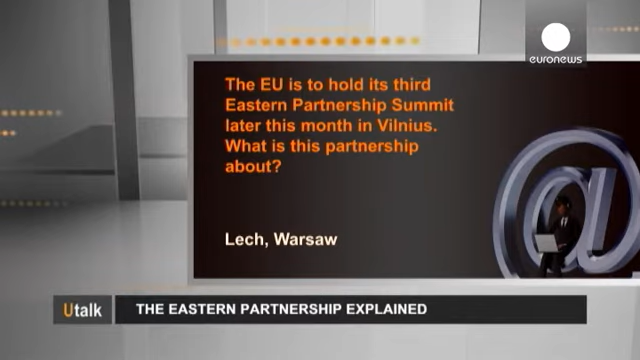 euronews
The EU is to hold its third
Eastern Partnership Summit
later this month in Vilnius.
What is this partnership
about?
Lech, Warsaw
Utalk
THE EASTERN PARTNERSHIP EXPLAINED